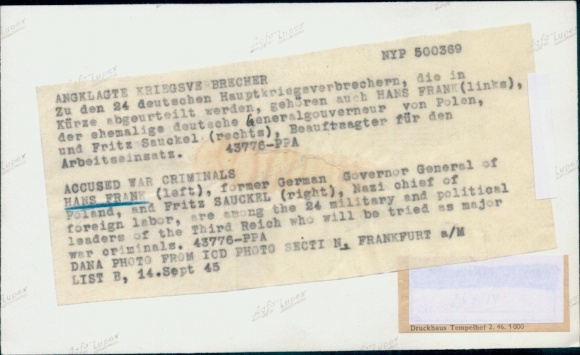 NYP 500369
ANGKLAGTE KRIEGSVERBRECHER
Zu den 24 deutschen Hauptkriegsverbrechern, die in
Kürze abgeurteilt werden, gehören auch HANS FRANK(links),
der ehemalige deutsche Generalgouverneur von Polen,
und Fritz Sauckel (rechts), Beauftmagter für den
Arbeitseinsatz. 43776-PPA
ACCUSED WAR CRIMINALS
HANS FRANK (left), former German Governor General of
Poland, and Fritz SAUCKEL (right), Nazi chief of
foreign labor, are among the 24 military and political
leaders of the Third Reich who will be tried as major
war criminals. 43776-PPA
DANA PHOTO FROM ICD PHOTO SECTI N, FRANKFURT a/M
LIST B, 14.Sept 45
Druckhaus Tempelhof 2. 46. 1000